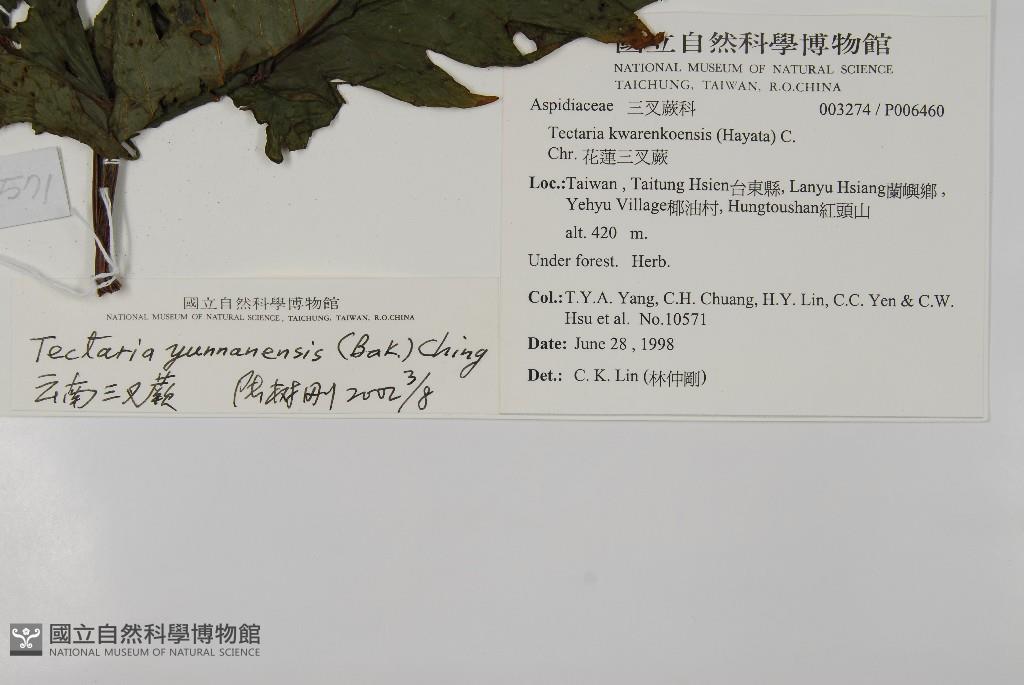 國立自然科學博物館
NATIONAL MUSEUM OF NATURAL SCIENCE
TAICHUNG, TAIWAN, R.O.CHINA
Aspidiaceae 三叉蕨科 003274 / P006460
Tectaria kwarenkoensis (Hayata) C.
Chr. 花蓮三叉蕨
Loc.:Taiwan , Taitung Hsien台東縣, Lanyu Hsiang蘭嶼鄉 ,
Yehyu Village椰油村, Hungtoushan紅頭山
alt. 420 m.
Under forest. Herb.
Col.:T.Y.A. Yang, C.H. Chuang, H.Y. Lin, C.C. Yen & C.W.
Hsu et al. No.10571
Date: June 28 , 1998
Det.: C. K. Lin (林仲剛)
國立自然科學博物館
NATIONAL MUSEUM OF NATURAL SCIENCE, TAICHUNG, TAIWAN, R.O.CHINA
Tectaria yunnanensis (Bak.) Ching
云南三叉蕨 陸樹刚 2002 3/8
國立自然科學博物館
NATIONAL MUSEUM OF NATURAL SCIENCE